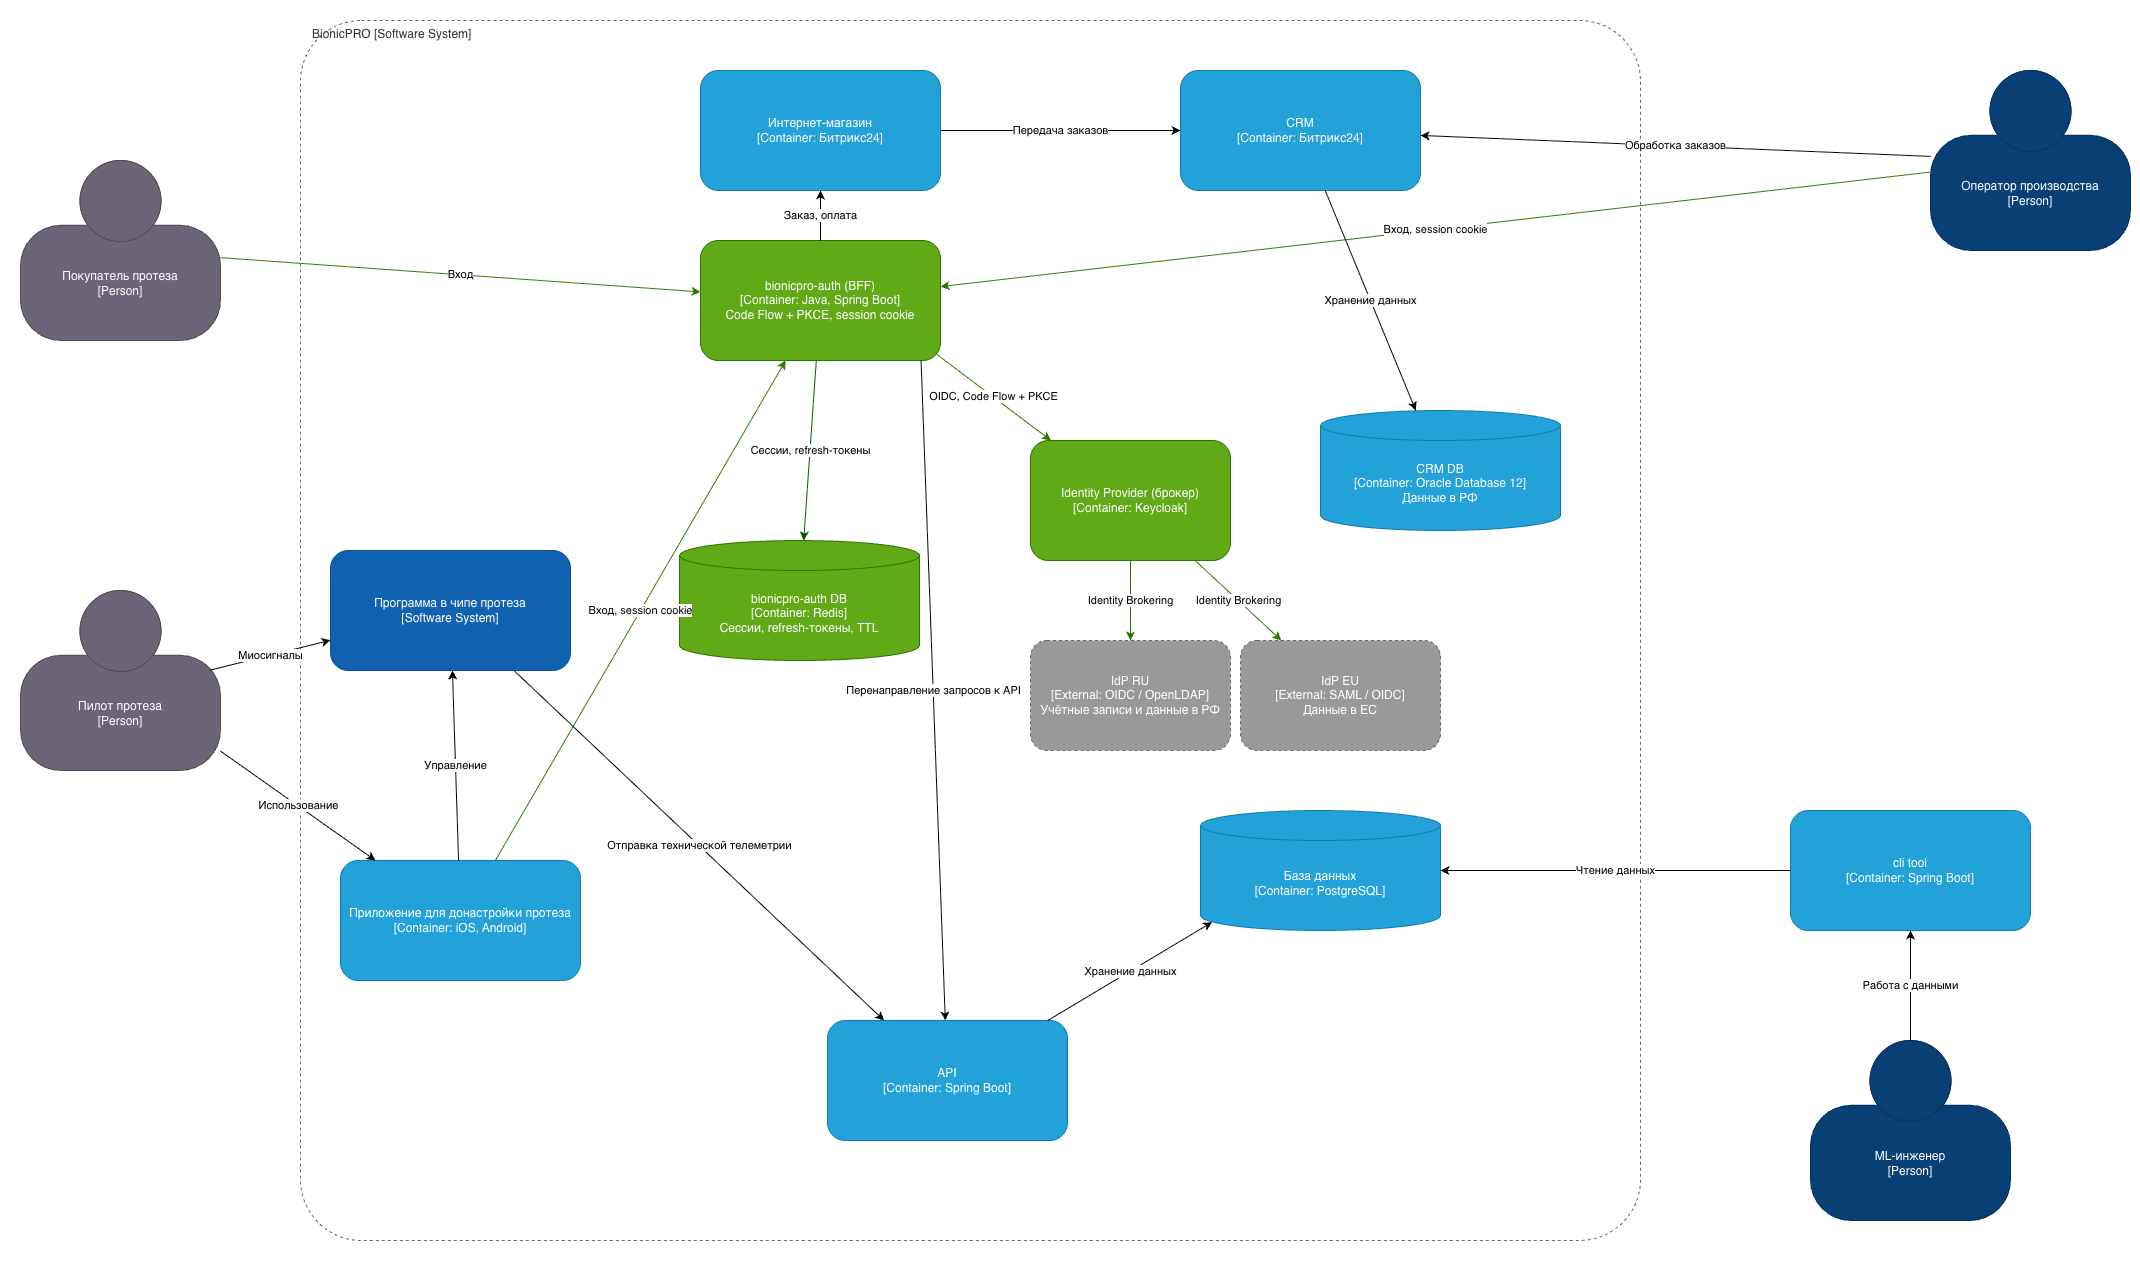 BionicPRO [Software System]
Интернет-магазин
[Container: Битрикс24]
Передача заказов
CRM
[Container: Битрикс24]
Обработка заказов
Оператор производства
[Person]
Заказ, оплата
Вход, session cookie
Покупатель протеза
[Person]
Вход
bionicpro-auth (BFF)
[Container: Java, Spring Boot]
Code Flow + PKCE, session cookie
Хранение данных
OIDC, Code Flow + PKCE
Сессии, refresh-токены
Identity Provider (брокер)
[Container: Keycloak]
CRM DB
[Container: Oracle Database 12]
Данные в РФ
Программа в чипе протеза
[Software System]
Вход, session cookie
bionicpro-auth DB
[Container: Redis]
Сессии, refresh-токены, TTL
Identity Brokering
Identity Brokering
Миосигналы
Пилот протеза
[Person]
Перенаправление запросов к API
IdP RU
[External: OIDC / OpenLDAP]
Учётные записи и данные в РФ
IdP EU
[External: SAML / OIDC]
Данные в ЕС
Управление
Использование
Отправка технической телеметрии
База данных
[Container: PostgreSQL]
Чтение данных
cli tool
[Container: Spring Boot]
Приложение для донастройки протеза
[Container: iOS, Android]
Хранение данных
Работа с данными
API
[Container: Spring Boot]
ML-инженер
[Person]